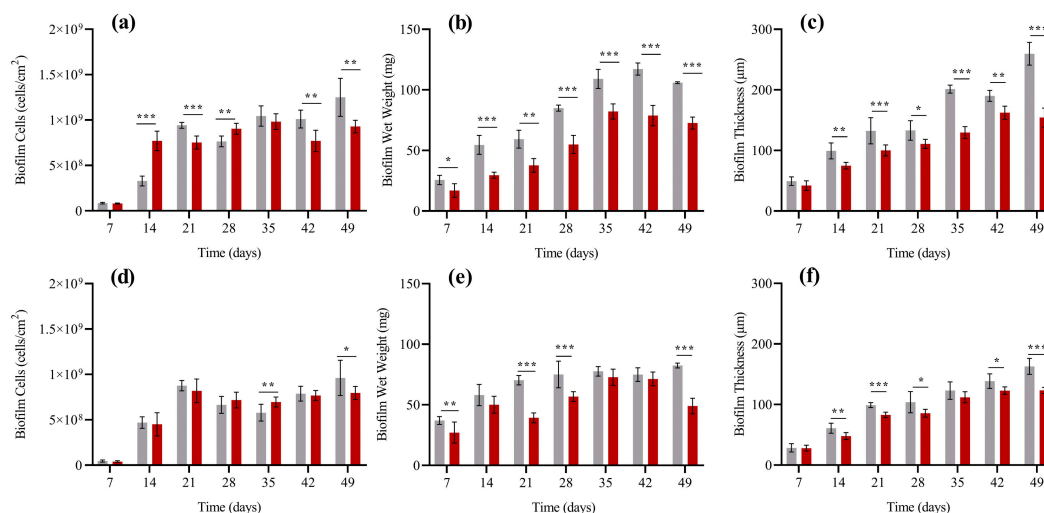 (a)
Biofilm Cells (cells/cm²)
2×10⁹
1.5×10⁹
1×10⁹
5×10⁸
0
***
***
**
**
**
7 14 21 28 35 42 49
Time (days)
(b)
Biofilm Wet Weight (mg)
150
100
50
0
*
***
**
***
***
***
***
7 14 21 28 35 42 49
Time (days)
(c)
Biofilm Thickness (μm)
300
200
100
0
**
***
*
***
**
***
7 14 21 28 35 42 49
Time (days)
(d)
Biofilm Cells (cells/cm²)
2×10⁹
1.5×10⁹
1×10⁹
5×10⁸
0
**
*
7 14 21 28 35 42 49
Time (days)
(e)
Biofilm Wet Weight (mg)
150
100
50
0
**
***
***
***
7 14 21 28 35 42 49
Time (days)
(f)
Biofilm Thickness (μm)
300
200
100
0
**
***
*
*
***
7 14 21 28 35 42 49
Time (days)